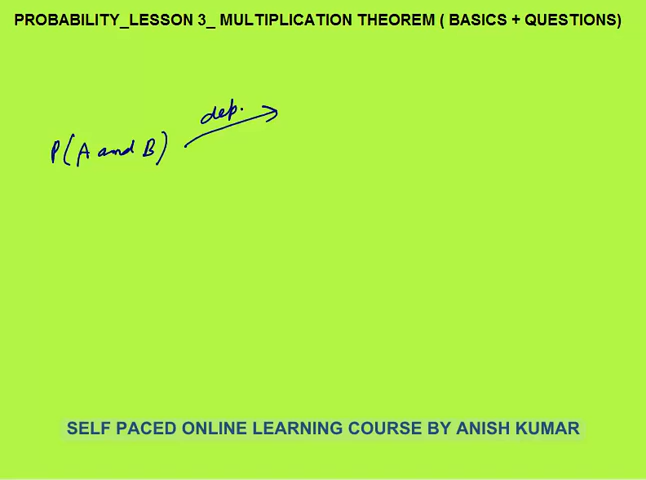 PROBABILITY_LESSON 3_ MULTIPLICATION THEOREM ( BASICS + QUESTIONS)
dep.
P(A and B)
SELF PACED ONLINE LEARNING COURSE BY ANISH KUMAR